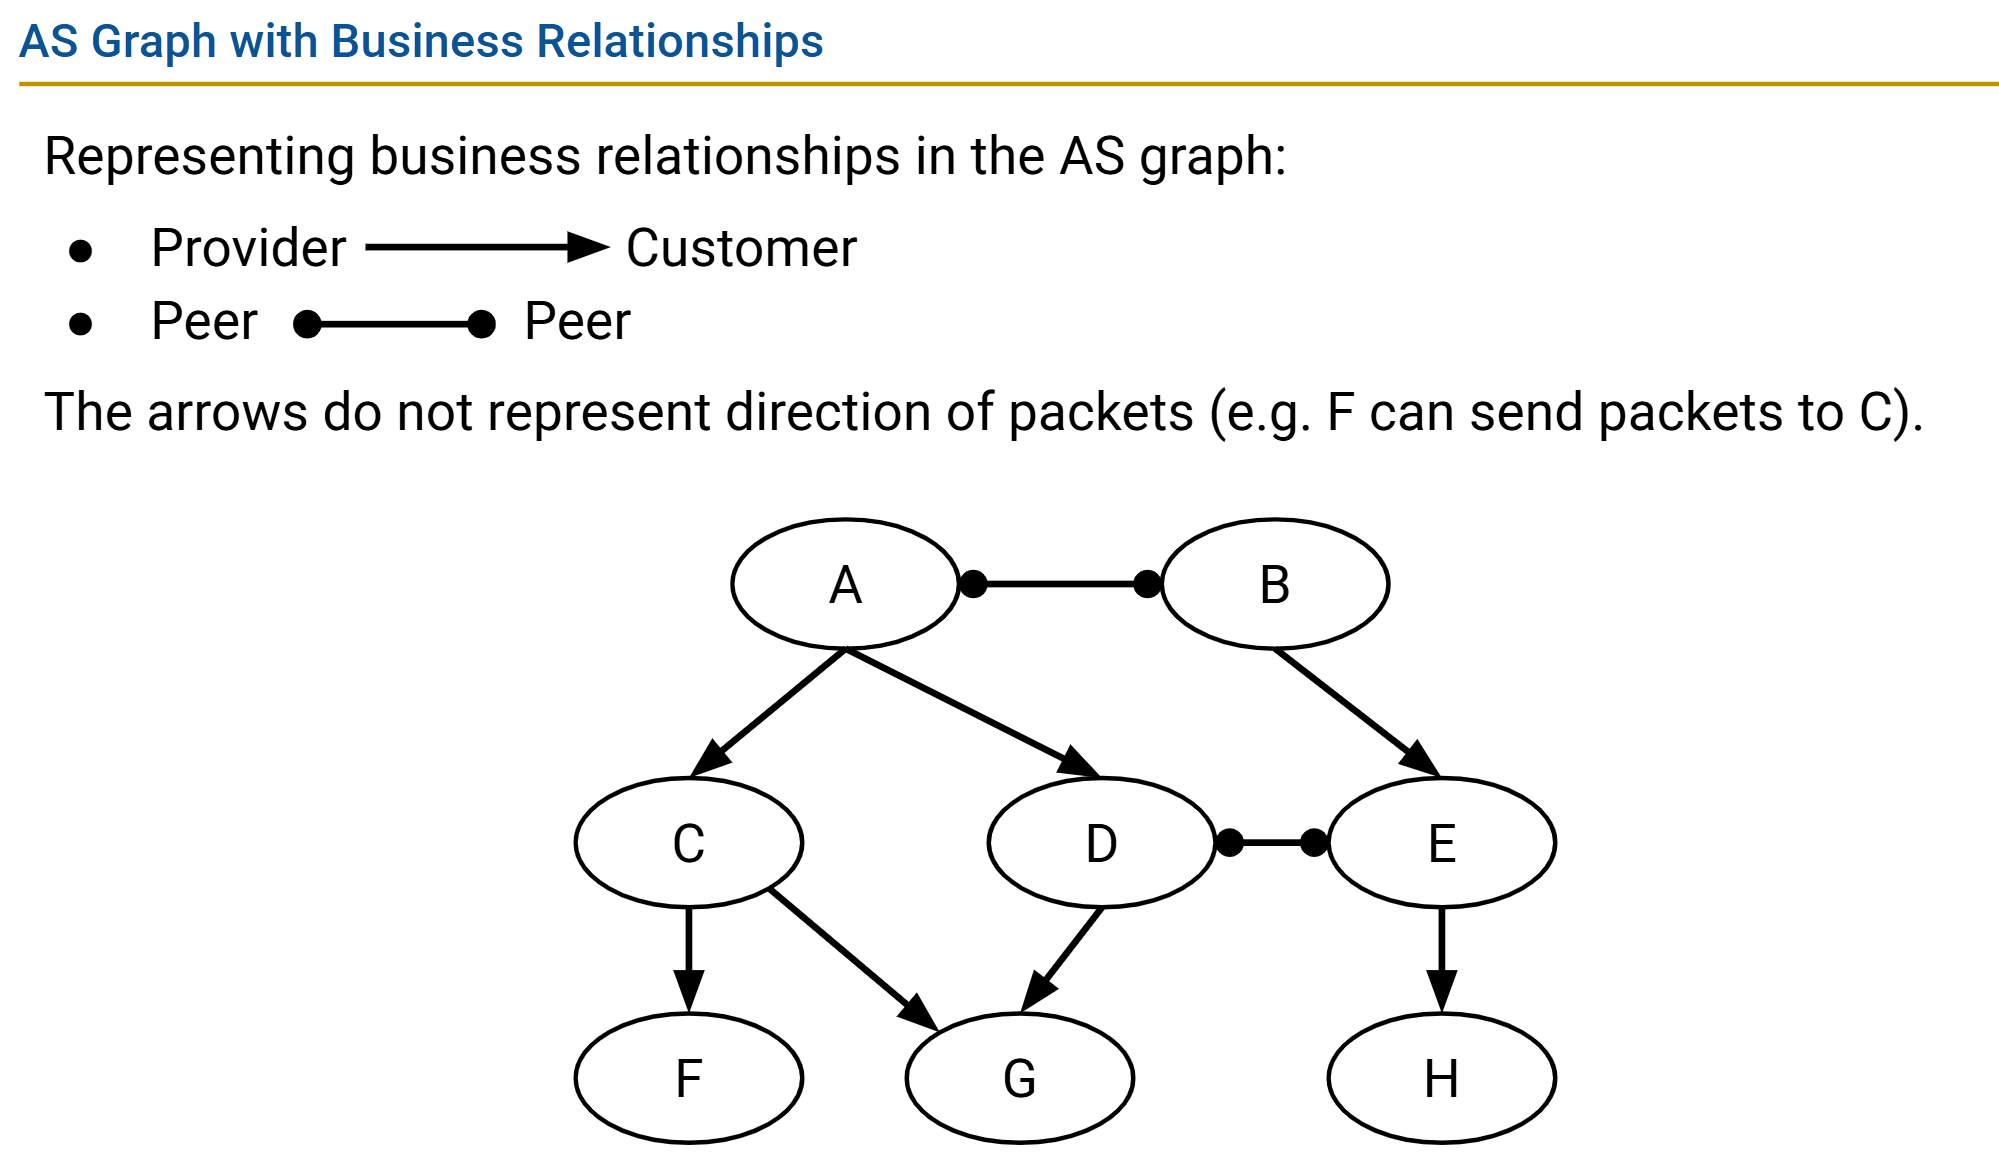 AS Graph with Business Relationships
Representing business relationships in the AS graph:
● Provider Customer
● Peer Peer
The arrows do not represent direction of packets (e.g. F can send packets to C).
A B
C D E
F G H